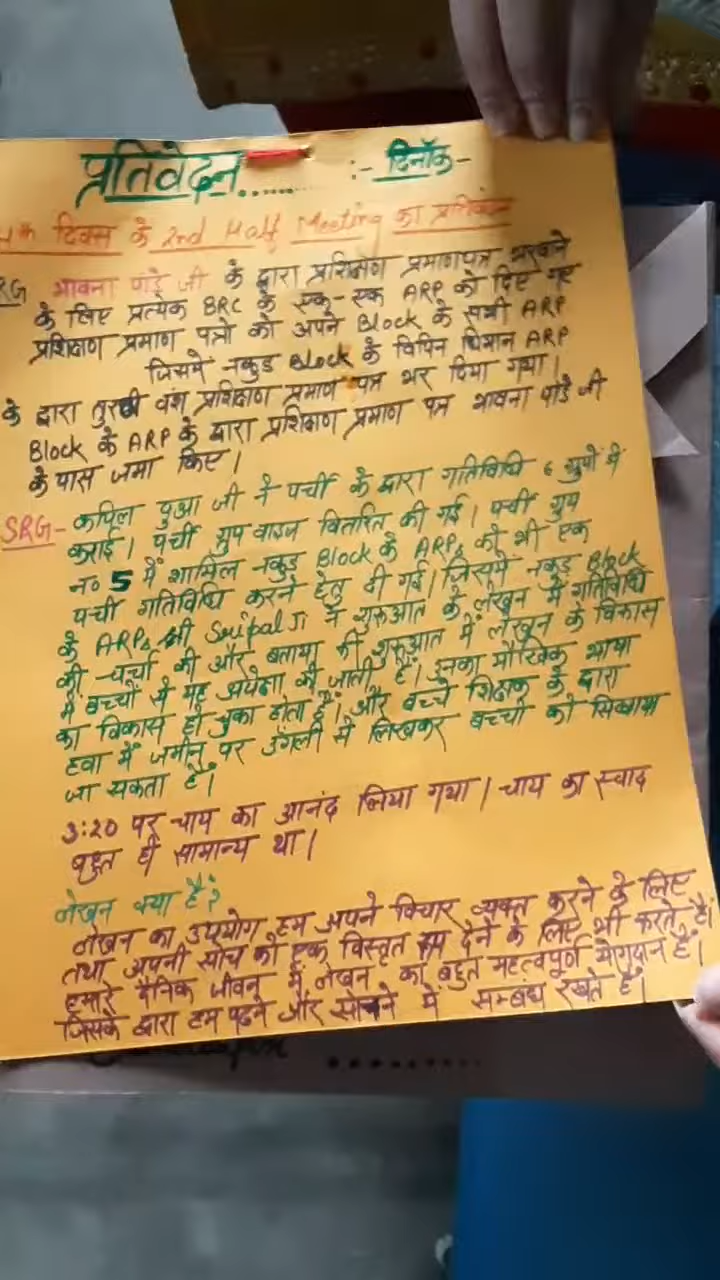 प्रतिवेदन...... :- दिनाँक-
4th दिवस के 2nd Half Meeting का प्रतिवेदन
SRG भावना पांडे जी के द्वारा प्रशिक्षण प्रमाणपत्र भरवाने
के लिए प्रत्येक BRC के एक-एक ARP को दिए गए
प्रशिक्षण प्रमाण पत्रो को अपने Block के सभी ARP
जिसमें नकुड Block के विपिन धिमान ARP
के द्वारा वंश प्रशिक्षण प्रमाण पत्र भर दिया गया।
Block के ARP के द्वारा प्रशिक्षण प्रमाण पत्र भावना पांडे जी
के पास जमा किए।
SRG- कपिल दुआ जी ने पर्ची के द्वारा गतिविधि 6 ग्रुपो में
कराई। पर्ची ग्रुप वाइज वितरित की गई। पर्ची ग्रुप
न० 5 में शामिल नकुड Block के ARPs को भी एक
पर्ची गतिविधि करने हेतु दी गई। जिसमें नकुड Block
के ARPs श्री Ji ने शुरुआत के लेखन में गतिविधि
की चर्चा की और बताया की शुरुआत में लेखन के विकास
में बच्चों से यह अपेक्षा की जाती है। उनका मौखिक भाषा
का विकास हो चुका होता है। और बच्चे शिक्षक के द्वारा
हवा में जमीन पर उंगली से लिखकर बच्चो को सिखाया
जा सकता है।
3:20 पर चाय का आनंद लिया गया। चाय का स्वाद
बहुत ही सामान्य था।
लेखन क्या है?
लेखन का उपयोग हम अपने विचार व्यक्त करने के लिए
तथा अपनी सोच को एक विस्तृत रूप देने के लिए भी करते है।
हमारे दैनिक जीवन में लेखन का बहुत महत्वपूर्ण योगदान है।
जिसके द्वारा हम पढने और सोचने में सम्बंध रखते है।